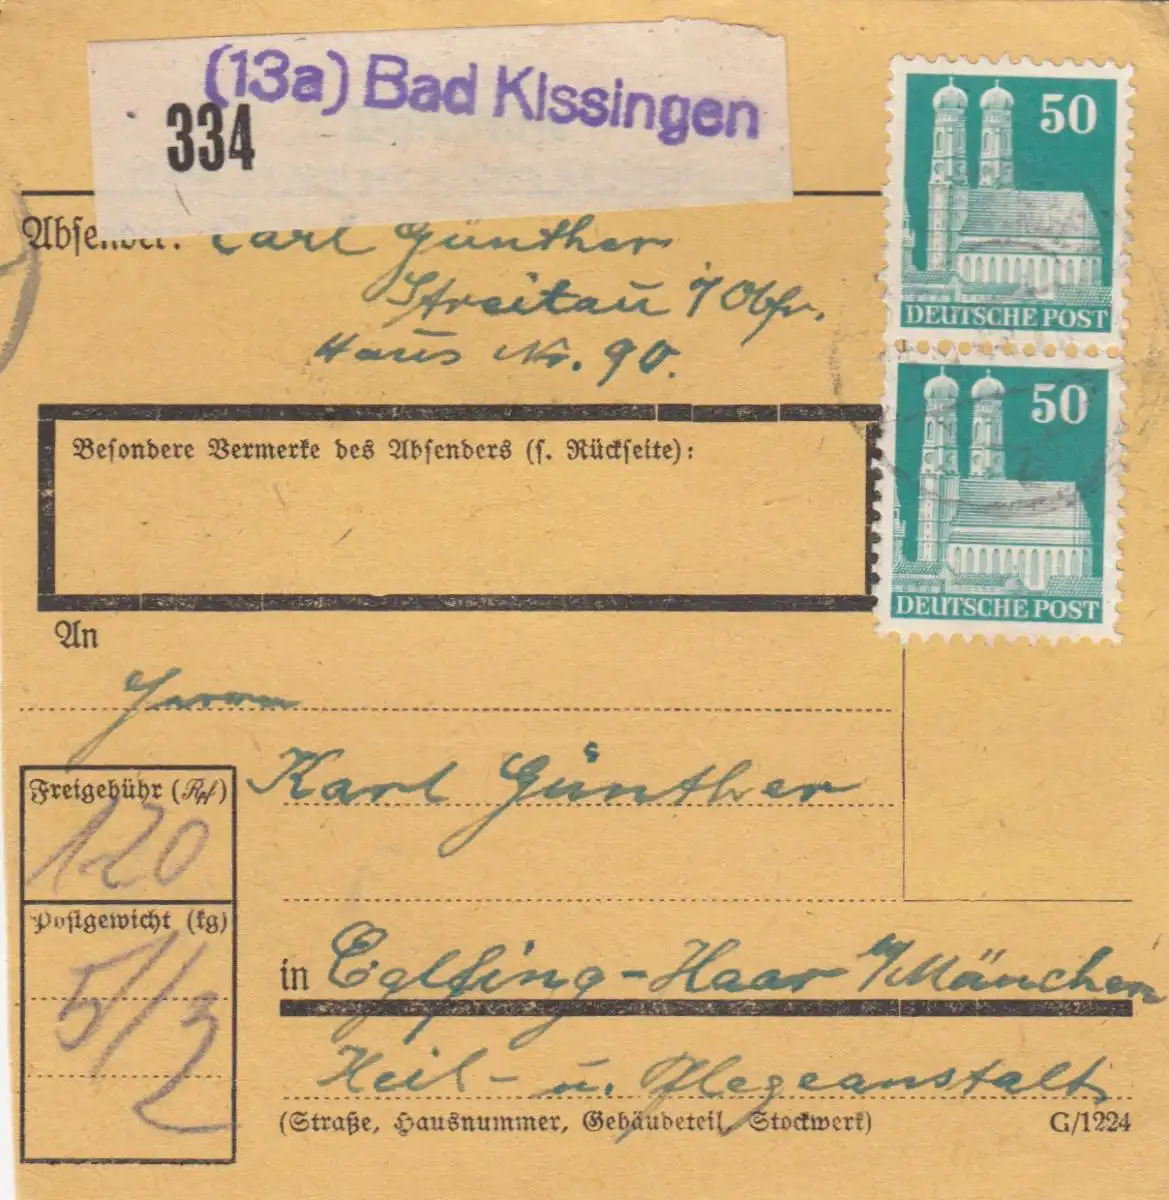 (13a) Bad Kissingen
334
50
DEUTSCHE POST
50
DEUTSCHE POST
Absender: Carl Günther
Streitau i/Obfr.
Haus Nr. 90.
Besondere Vermerke des Absenders (s. Rückseite):
An
Herrn
Karl Günther
Freigebühr (Rpf)
120
Postgewicht (kg)
5/2
in Eglfing-Haar b/München
Heil- u. Pflegeanstalt
(Straße, Hausnummer, Gebäudeteil, Stockwerk)
G/1224